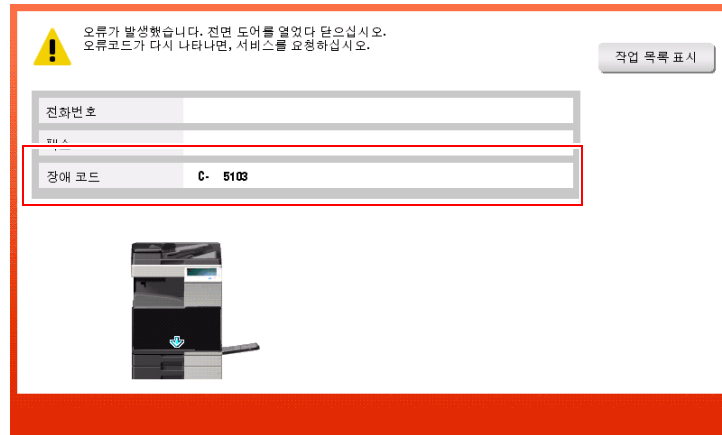 오류가 발생했습니다. 전면 도어를 열었다 닫으십시오.
오류코드가 다시 나타나면, 서비스를 요청하십시오.
작업 목록 표시
전화번호
장애 코드 C- 5103